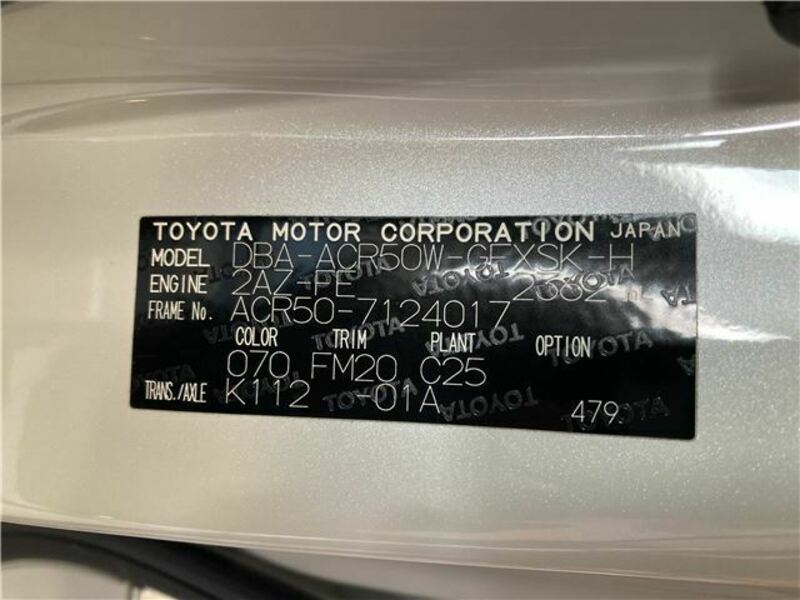 TOYOTA MOTOR CORPORATION JAPAN
MODEL DBA-ACR50W-GFXSK-H
ENGINE 2AZ-FE 2362
FRAME No. ACR50-7124017
COLOR TRIM PLANT OPTION
070 FM20 C25
TRANS./AXLE K112 -01A 479